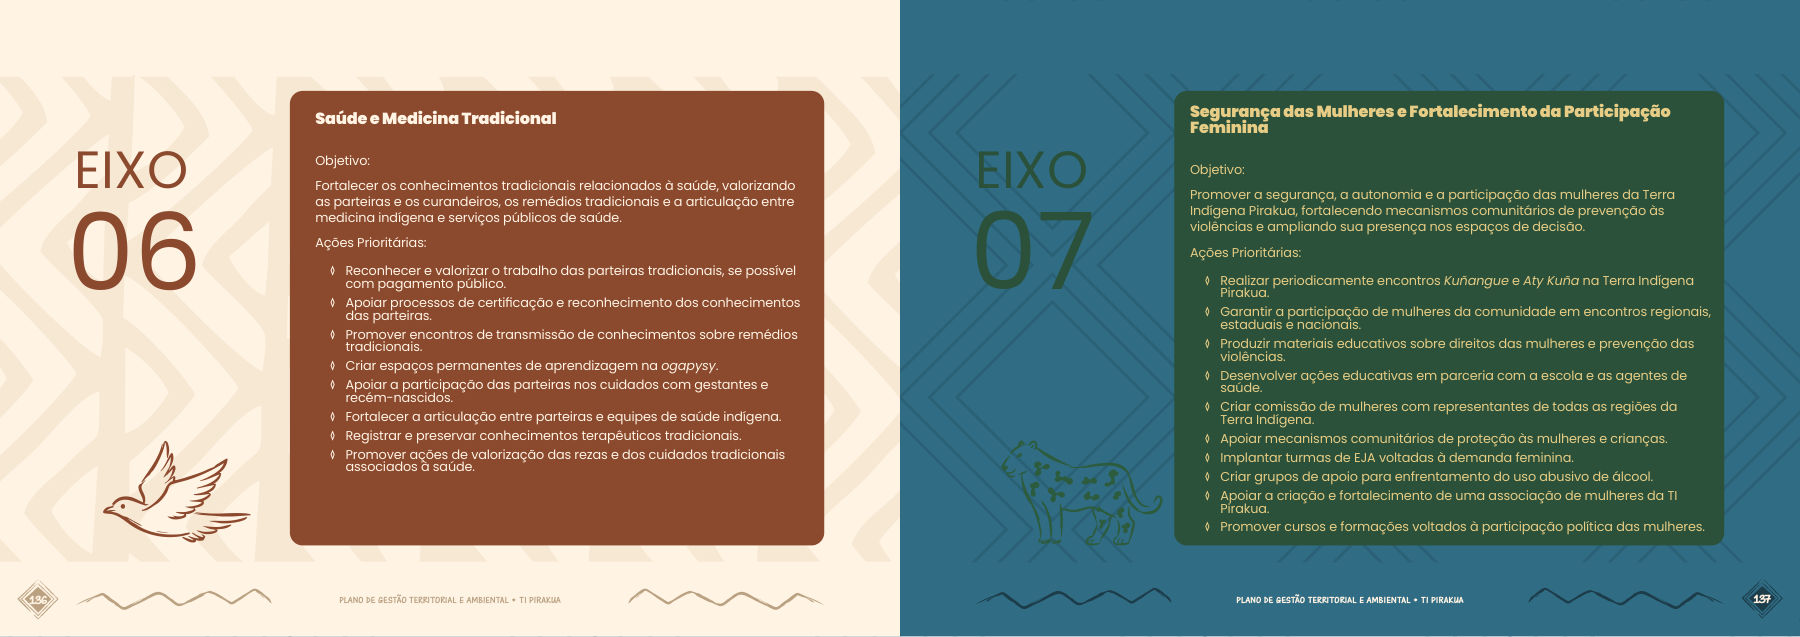 EIXO
06
Saúde e Medicina Tradicional
Objetivo:
Fortalecer os conhecimentos tradicionais relacionados à saúde, valorizando
as parteiras e os curandeiros, os remédios tradicionais e a articulação entre
medicina indígena e serviços públicos de saúde.
Ações Prioritárias:
◊ Reconhecer e valorizar o trabalho das parteiras tradicionais, se possível
com pagamento público.
◊ Apoiar processos de certificação e reconhecimento dos conhecimentos
das parteiras.
◊ Promover encontros de transmissão de conhecimentos sobre remédios
tradicionais.
◊ Criar espaços permanentes de aprendizagem na ogapysy.
◊ Apoiar a participação das parteiras nos cuidados com gestantes e
recém-nascidos.
◊ Fortalecer a articulação entre parteiras e equipes de saúde indígena.
◊ Registrar e preservar conhecimentos terapêuticos tradicionais.
◊ Promover ações de valorização das rezas e dos cuidados tradicionais
associados à saúde.
136
PLANO DE GESTÃO TERRITORIAL E AMBIENTAL • TI PIRAKUA
EIXO
07
Segurança das Mulheres e Fortalecimento da Participação
Feminina
Objetivo:
Promover a segurança, a autonomia e a participação das mulheres da Terra
Indígena Pirakua, fortalecendo mecanismos comunitários de prevenção às
violências e ampliando sua presença nos espaços de decisão.
Ações Prioritárias:
◊ Realizar periodicamente encontros Kuñangue e Aty Kuña na Terra Indígena
Pirakua.
◊ Garantir a participação de mulheres da comunidade em encontros regionais,
estaduais e nacionais.
◊ Produzir materiais educativos sobre direitos das mulheres e prevenção das
violências.
◊ Desenvolver ações educativas em parceria com a escola e as agentes de
saúde.
◊ Criar comissão de mulheres com representantes de todas as regiões da
Terra Indígena.
◊ Apoiar mecanismos comunitários de proteção às mulheres e crianças.
◊ Implantar turmas de EJA voltadas à demanda feminina.
◊ Criar grupos de apoio para enfrentamento do uso abusivo de álcool.
◊ Apoiar a criação e fortalecimento de uma associação de mulheres da TI
Pirakua.
◊ Promover cursos e formações voltados à participação política das mulheres.
PLANO DE GESTÃO TERRITORIAL E AMBIENTAL • TI PIRAKUA
137